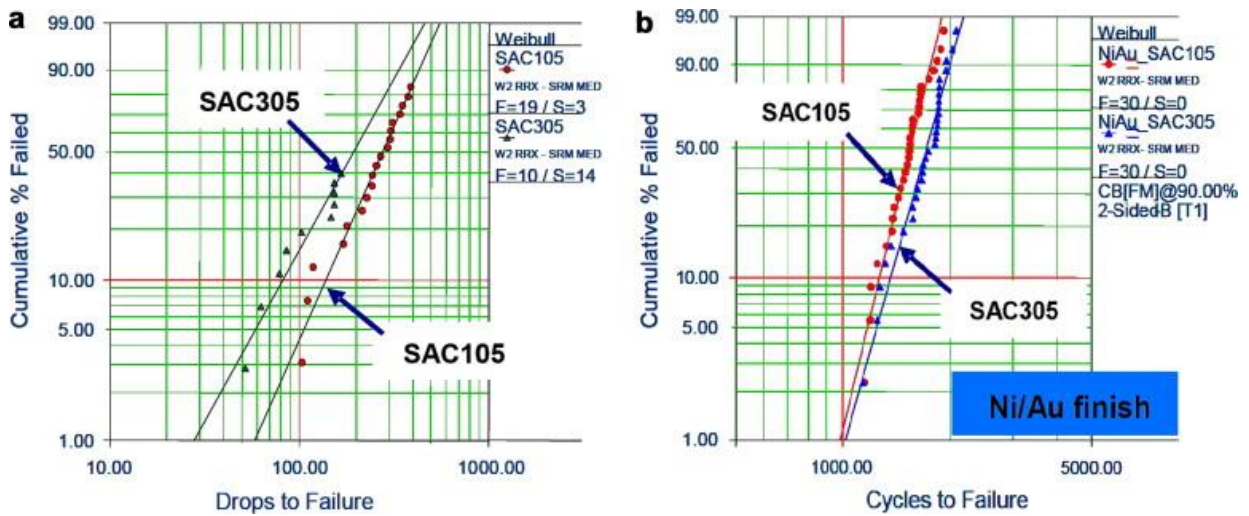 a
Cumulative % Failed
99.00
90.00
50.00
10.00
5.00
1.00
10.00
100.00
1000.00
Drops to Failure
SAC305
SAC105
Weibull
SAC105
W2 RRX - SRM MED
F=19 / S=3
SAC305
W2 RRX - SRM MED
F=10 / S=14
b
Cumulative % Failed
99.00
90.00
50.00
10.00
5.00
1.00
1000.00
5000.00
Cycles to Failure
SAC105
SAC305
Ni/Au finish
Weibull
NiAu_SAC105
W2 RRX - SRM MED
F=30 / S=0
NiAu_SAC305
W2 RRX - SRM MED
F=30 / S=0
CB[FM]@90.00%
2-Sided-B [T1]